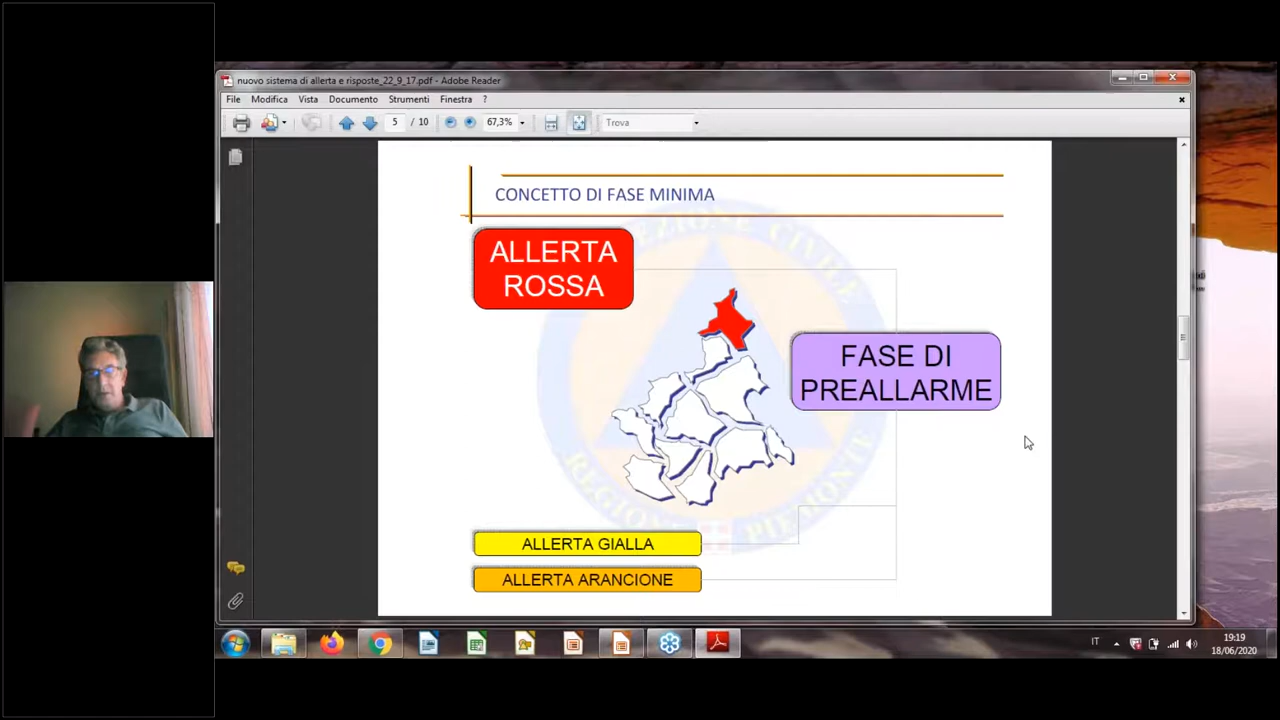 nuovo sistema di allerta e risposte_22_9_17.pdf - Adobe Reader
File Modifica Vista Documento Strumenti Finestra ?
5 / 10 67,3% Trova
CONCETTO DI FASE MINIMA
ALLERTA
ROSSA
FASE DI
PREALLARME
REGIONE PIEMONTE
ALLERTA GIALLA
ALLERTA ARANCIONE
IT
19:19
18/06/2020